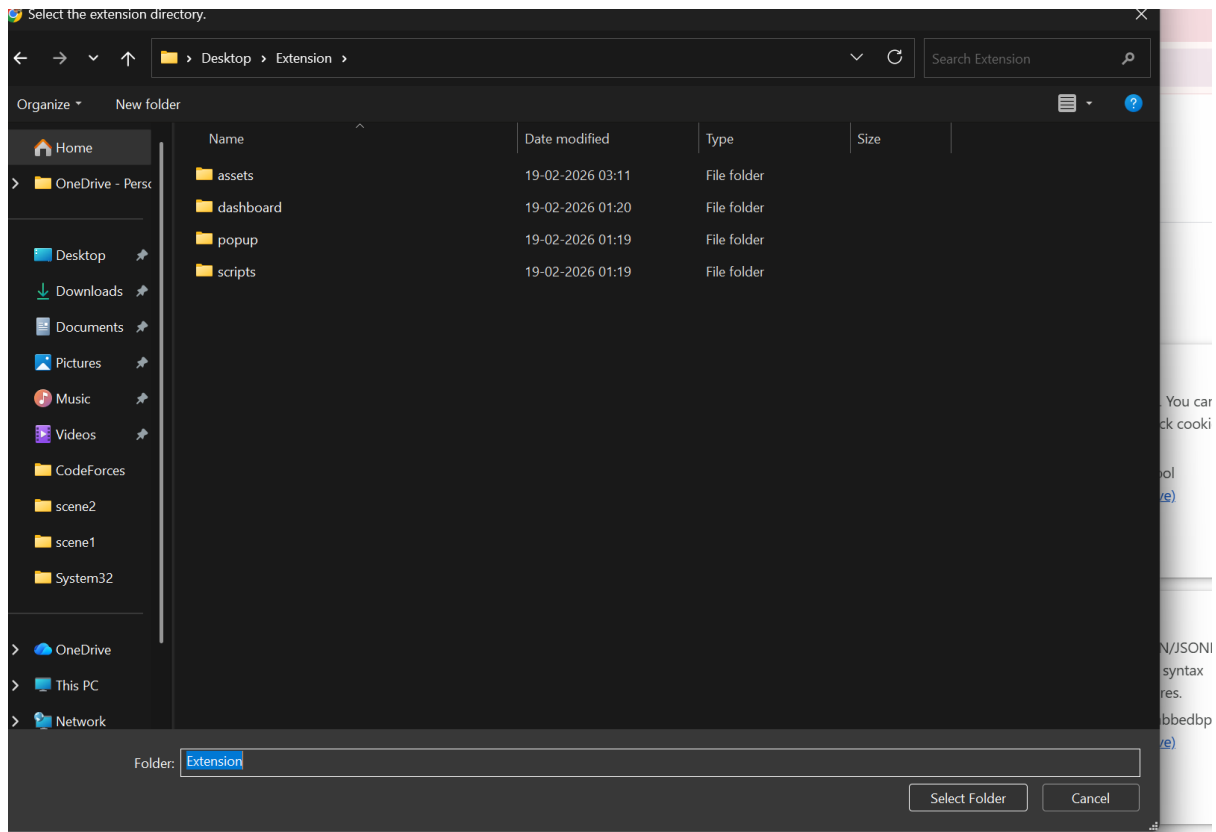 Select the extension directory.
Desktop > Extension >
Search Extension
Organize
New folder
Name
Date modified
Type
Size
Home
OneDrive - Persc
Desktop
Downloads
Documents
Pictures
Music
Videos
CodeForces
scene2
scene1
System32
OneDrive
This PC
Network
assets 19-02-2026 03:11 File folder
dashboard 19-02-2026 01:20 File folder
popup 19-02-2026 01:19 File folder
scripts 19-02-2026 01:19 File folder
. You can
ck cooki
ool
ve)
N/JSON
syntax
res.
bbedbp
ve)
Folder: Extension
Select Folder
Cancel